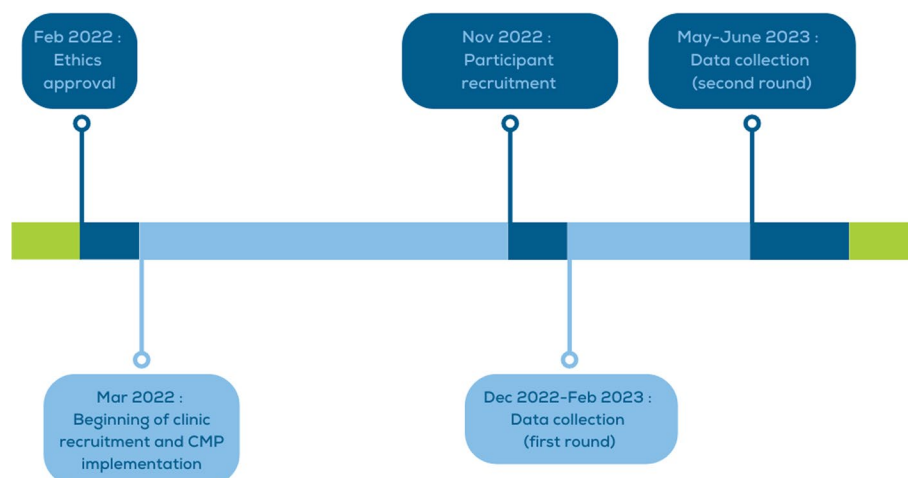 Feb 2022 :
Ethics
approval
Nov 2022 :
Participant
recruitment
May-June 2023 :
Data collection
(second round)
Mar 2022 :
Beginning of clinic
recruitment and CMP
implementation
Dec 2022-Feb 2023 :
Data collection
(first round)